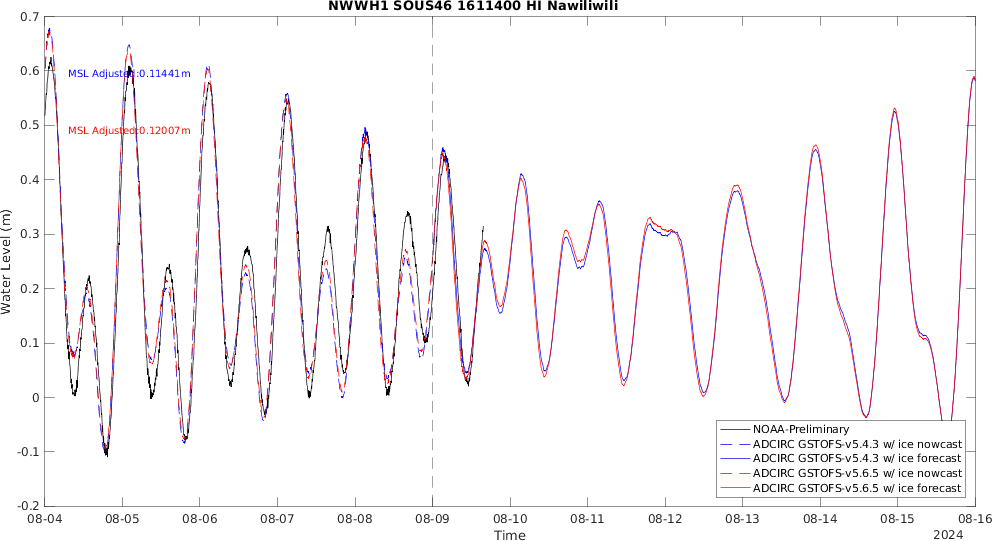 NWWH1 SOUS46 1611400 HI Nawiliwili
0.7
0.6
0.5
0.4
0.3
0.2
0.1
0
-0.1
-0.2
Water Level (m)
MSL Adjusted:0.11441m
MSL Adjusted:0.12007m
NOAA-Preliminary
ADCIRC GSTOFS-v5.4.3 w/ ice nowcast
ADCIRC GSTOFS-v5.4.3 w/ ice forecast
ADCIRC GSTOFS-v5.6.5 w/ ice nowcast
ADCIRC GSTOFS-v5.6.5 w/ ice forecast
08-04 08-05 08-06 08-07 08-08 08-09 08-10 08-11 08-12 08-13 08-14 08-15 08-16
Time
2024